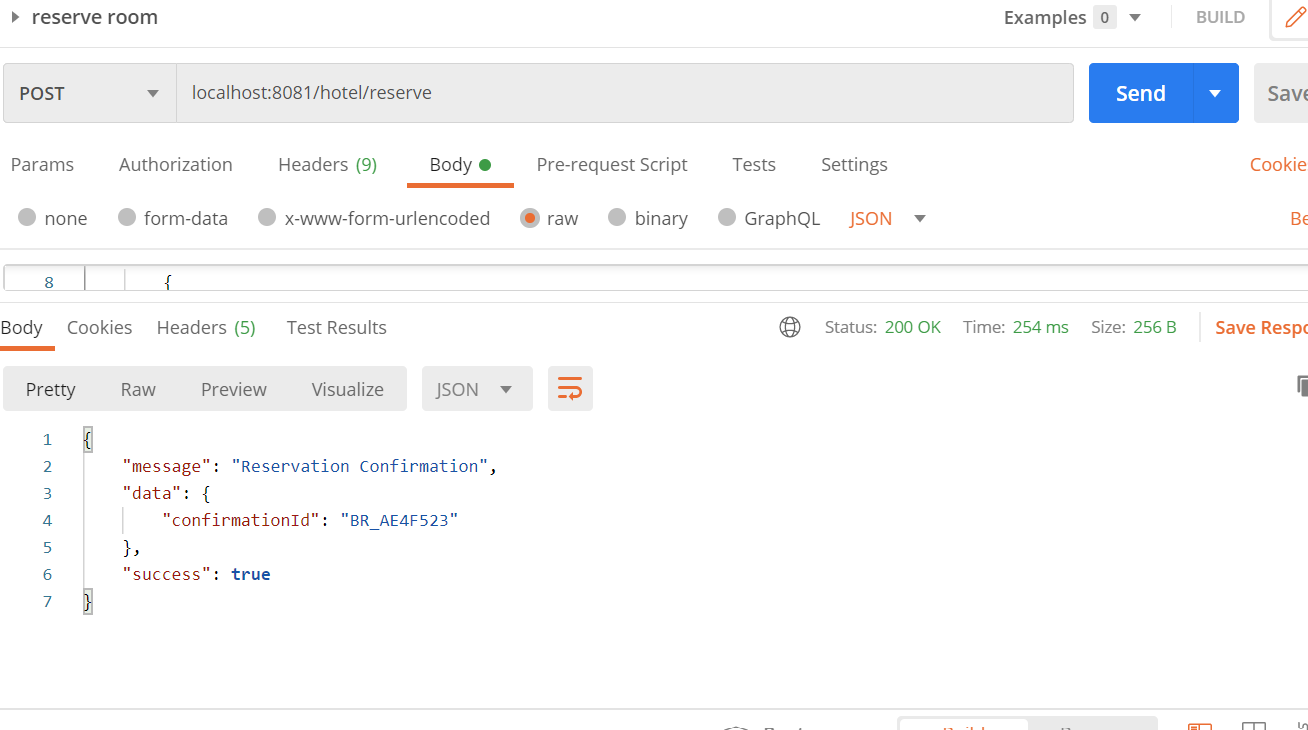 reserve room
Examples 0 BUILD
POST localhost:8081/hotel/reserve Send Save
Params Authorization Headers (9) Body Pre-request Script Tests Settings Cookie
none form-data x-www-form-urlencoded raw binary GraphQL JSON Be
8 {
Body Cookies Headers (5) Test Results Status: 200 OK Time: 254 ms Size: 256 B Save Respo
Pretty Raw Preview Visualize JSON
1 {
2 "message": "Reservation Confirmation",
3 "data": {
4 "confirmationId": "BR_AE4F523"
5 },
6 "success": true
7 }